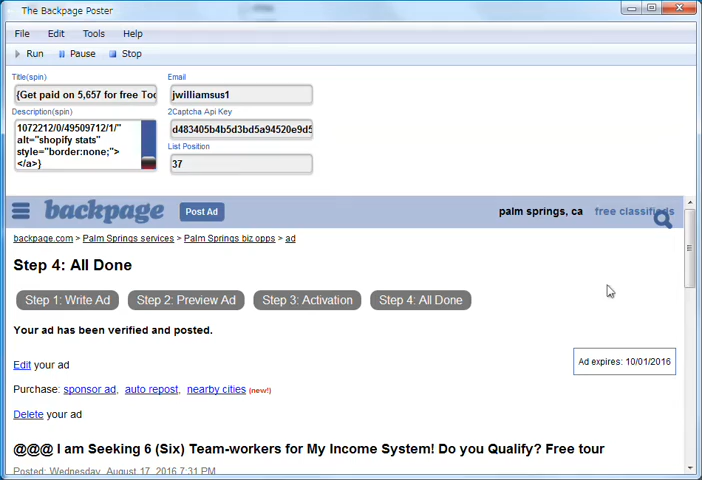 The Backpage Poster
File Edit Tools Help
Run Pause Stop
Title(spin) Email
{Get paid on 5,657 for free Too jwilliamsus1
Description(spin) 2Captcha Api Key
1072212/0/49509712/1/" d483405b4b5d3bd5a94520e9d5
alt="shopify stats"
style="border:none;">
</a>}
List Position
37
backpage Post Ad palm springs, ca free classifieds
backpage.com > Palm Springs services > Palm Springs biz opps > ad
Step 4: All Done
Step 1: Write Ad Step 2: Preview Ad Step 3: Activation Step 4: All Done
Your ad has been verified and posted.
Edit your ad
Ad expires: 10/01/2016
Purchase: sponsor ad, auto repost, nearby cities (new!)
Delete your ad
@@@ I am Seeking 6 (Six) Team-workers for My Income System! Do you Qualify? Free tour
Posted: Wednesday, August 17, 2016 7:31 PM